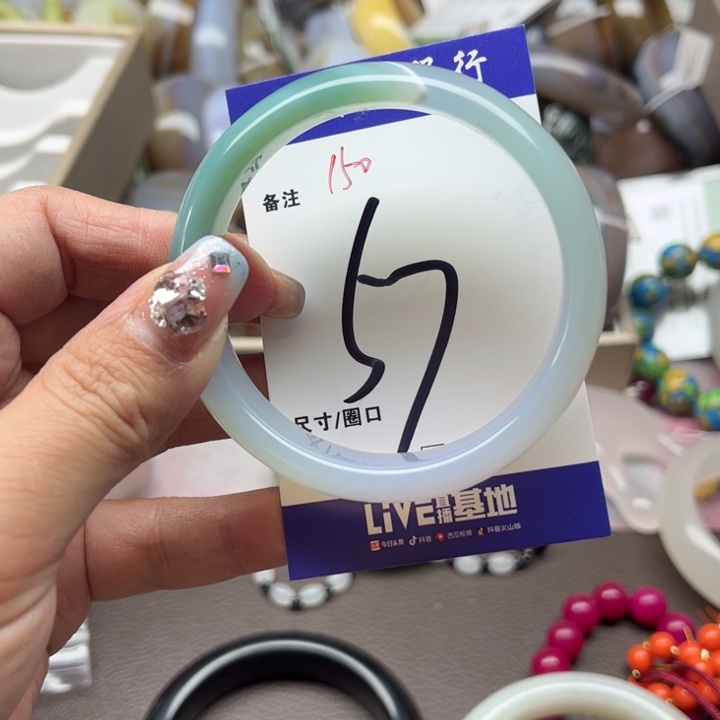 行
150
备注
57
尺寸/圈口
LiVE直播基地
今日头条 抖音 西瓜视频 抖音火山版